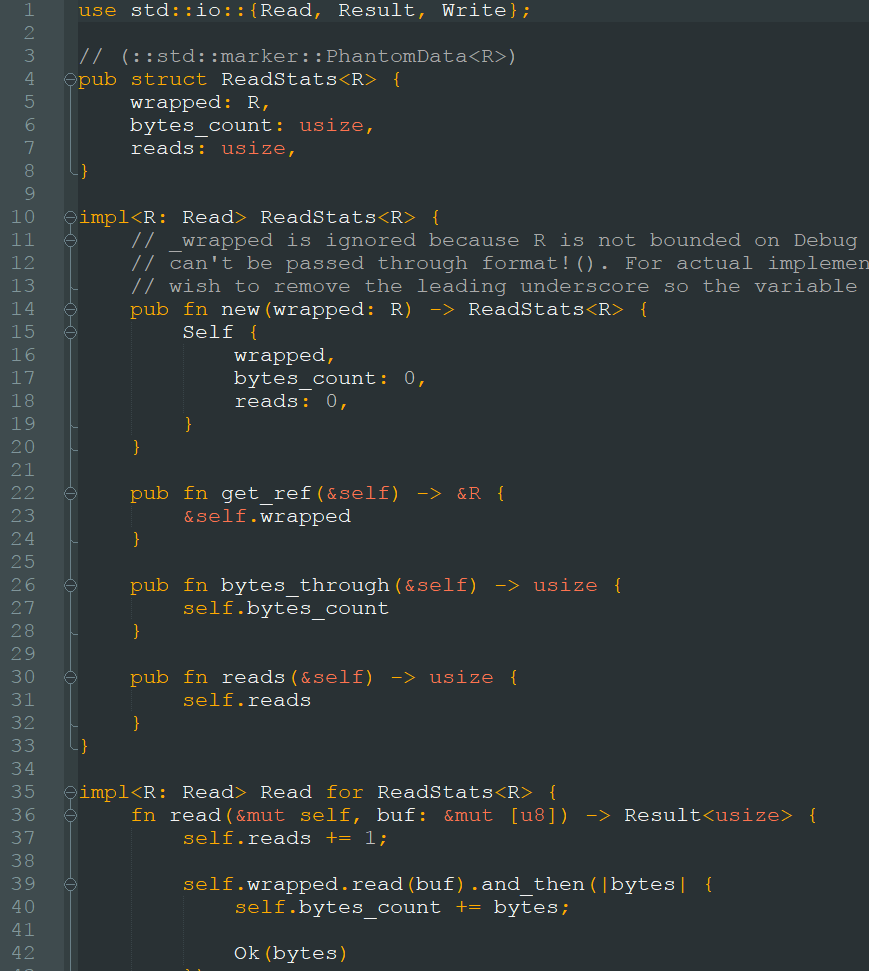 1 use std::io::{Read, Result, Write};
2
3 // (::std::marker::PhantomData<R>)
4 pub struct ReadStats<R> {
5     wrapped: R,
6     bytes_count: usize,
7     reads: usize,
8 }
9
10 impl<R: Read> ReadStats<R> {
11     // _wrapped is ignored because R is not bounded on Debug
12     // can't be passed through format!(). For actual implemen
13     // wish to remove the leading underscore so the variable
14     pub fn new(wrapped: R) -> ReadStats<R> {
15         Self {
16             wrapped,
17             bytes_count: 0,
18             reads: 0,
19         }
20     }
21
22     pub fn get_ref(&self) -> &R {
23         &self.wrapped
24     }
25
26     pub fn bytes_through(&self) -> usize {
27         self.bytes_count
28     }
29
30     pub fn reads(&self) -> usize {
31         self.reads
32     }
33 }
34
35 impl<R: Read> Read for ReadStats<R> {
36     fn read(&mut self, buf: &mut [u8]) -> Result<usize> {
37         self.reads += 1;
38
39         self.wrapped.read(buf).and_then(|bytes| {
40             self.bytes_count += bytes;
41
42             Ok(bytes)